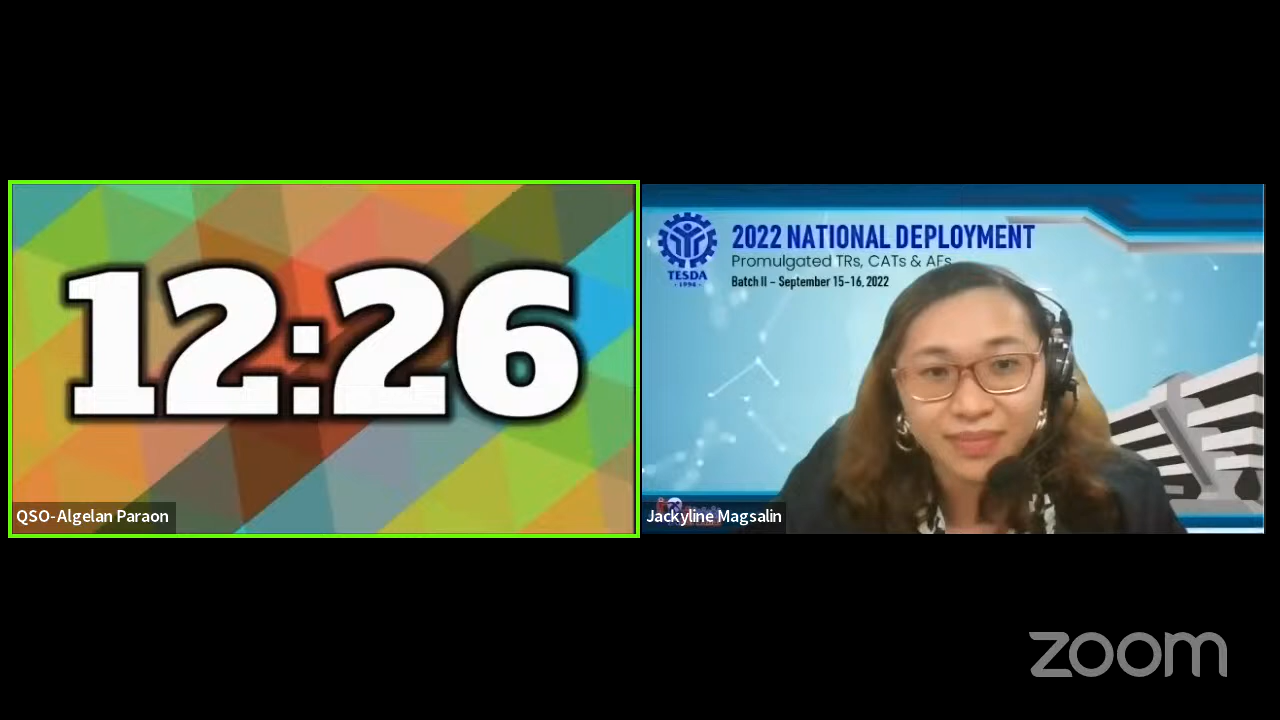 12:26
QSO-Algelan Paraon
2022 NATIONAL DEPLOYMENT
Promulgated TRs, CATs & AFs
Batch II – September 15-16, 2022
TESDA
- 1994 -
Jackyline Magsalin
zoom